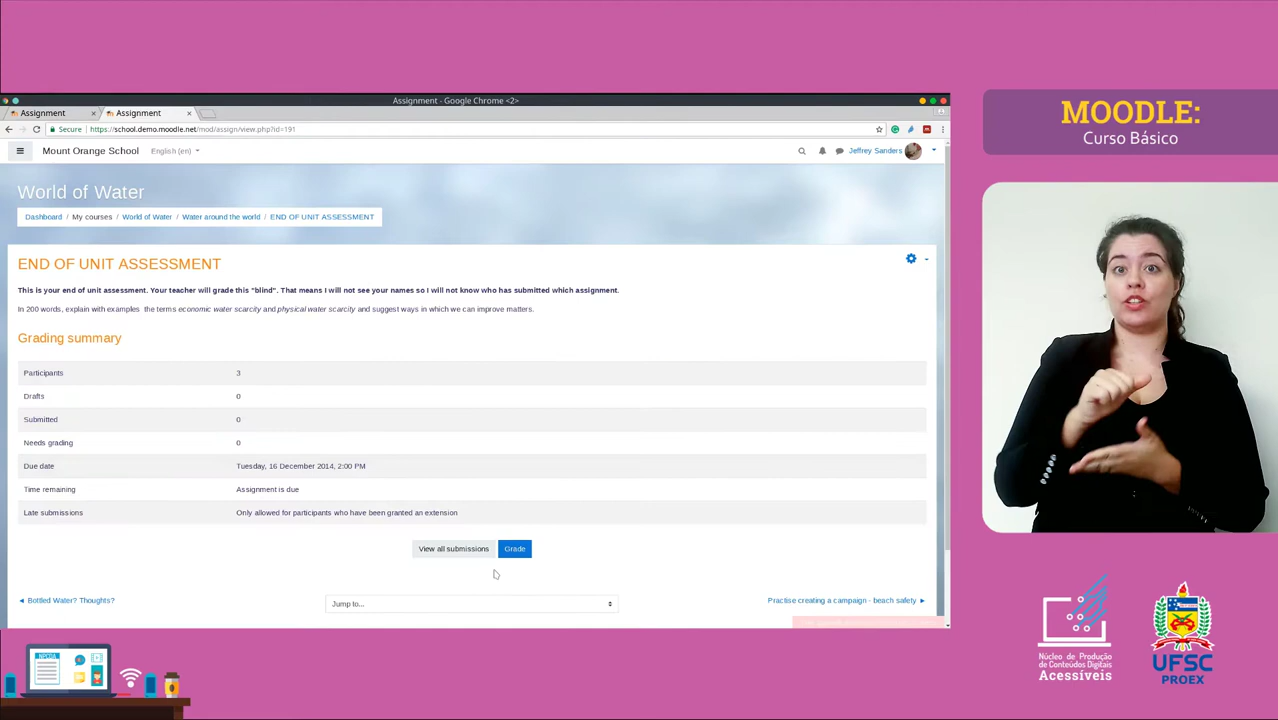 Assignment - Google Chrome <2>
Assignment
Assignment
Secure https://school.demo.moodle.net/mod/assign/view.php?id=191
Mount Orange School English (en)
Jeffrey Sanders
World of Water
Dashboard / My courses / World of Water / Water around the world / END OF UNIT ASSESSMENT
END OF UNIT ASSESSMENT
This is your end of unit assessment. Your teacher will grade this "blind". That means I will not see your names so I will not know who has submitted which assignment.
In 200 words, explain with examples the terms economic water scarcity and physical water scarcity and suggest ways in which we can improve matters.
Grading summary
Participants 3
Drafts 0
Submitted 0
Needs grading 0
Due date Tuesday, 16 December 2014, 2:00 PM
Time remaining Assignment is due
Late submissions Only allowed for participants who have been granted an extension
View all submissions Grade
◄ Bottled Water? Thoughts?
Jump to...
Practise creating a campaign - beach safety ►
MOODLE:
Curso Básico
NPCDA
Núcleo de Produção
de Conteúdos Digitais
Acessíveis
UFSC
PROEX